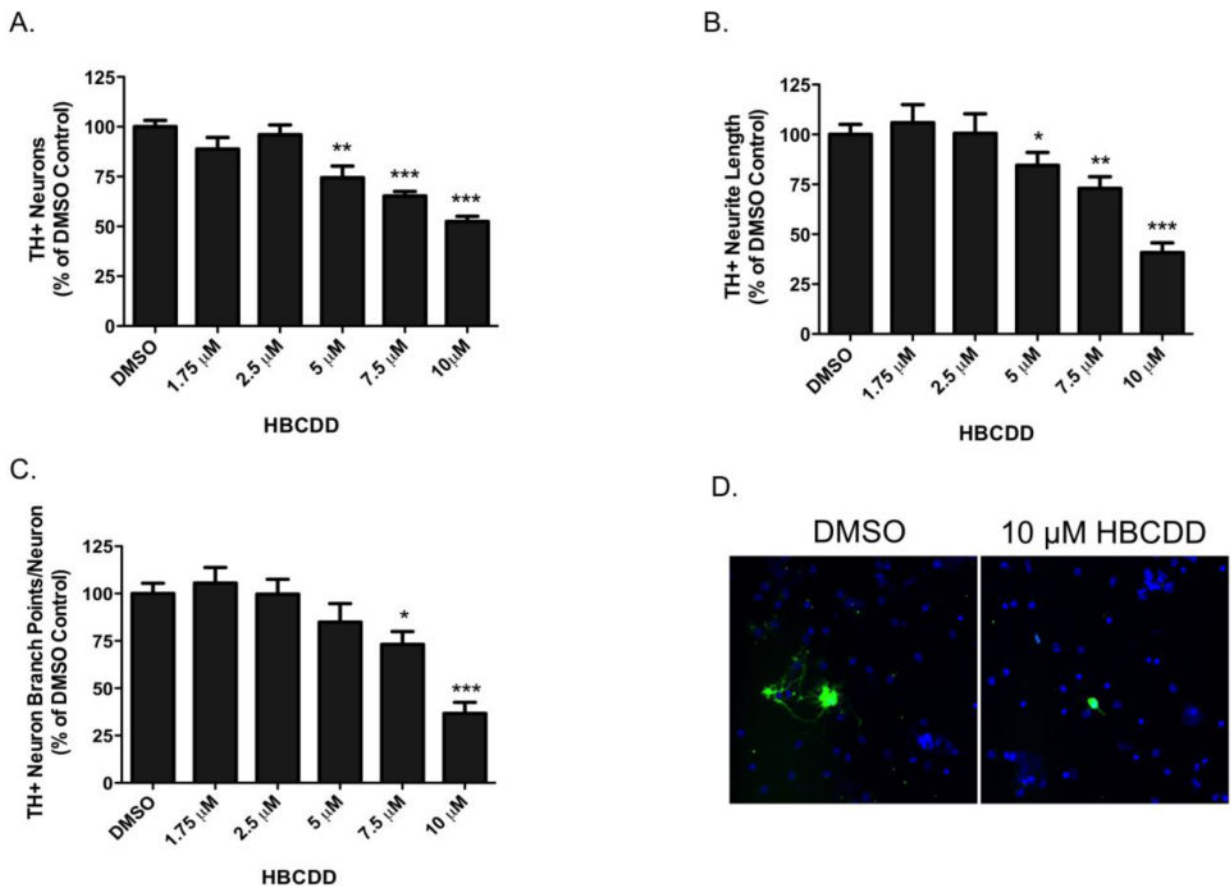 A.
TH+ Neurons
(% of DMSO Control)
125
100
75
50
25
0
**
***
***
DMSO
1.75 μM
2.5 μM
5 μM
7.5 μM
10μM
HBCDD
B.
TH+ Neurite Length
(% of DMSO Control)
125
100
75
50
25
0
*
**
***
DMSO
1.75 μM
2.5 μM
5 μM
7.5 μM
10 μM
HBCDD
C.
TH+ Neuron Branch Points/Neuron
(% of DMSO Control)
125
100
75
50
25
0
*
***
DMSO
1.75 μM
2.5 μM
5 μM
7.5 μM
10 μM
HBCDD
D.
DMSO
10 μM HBCDD